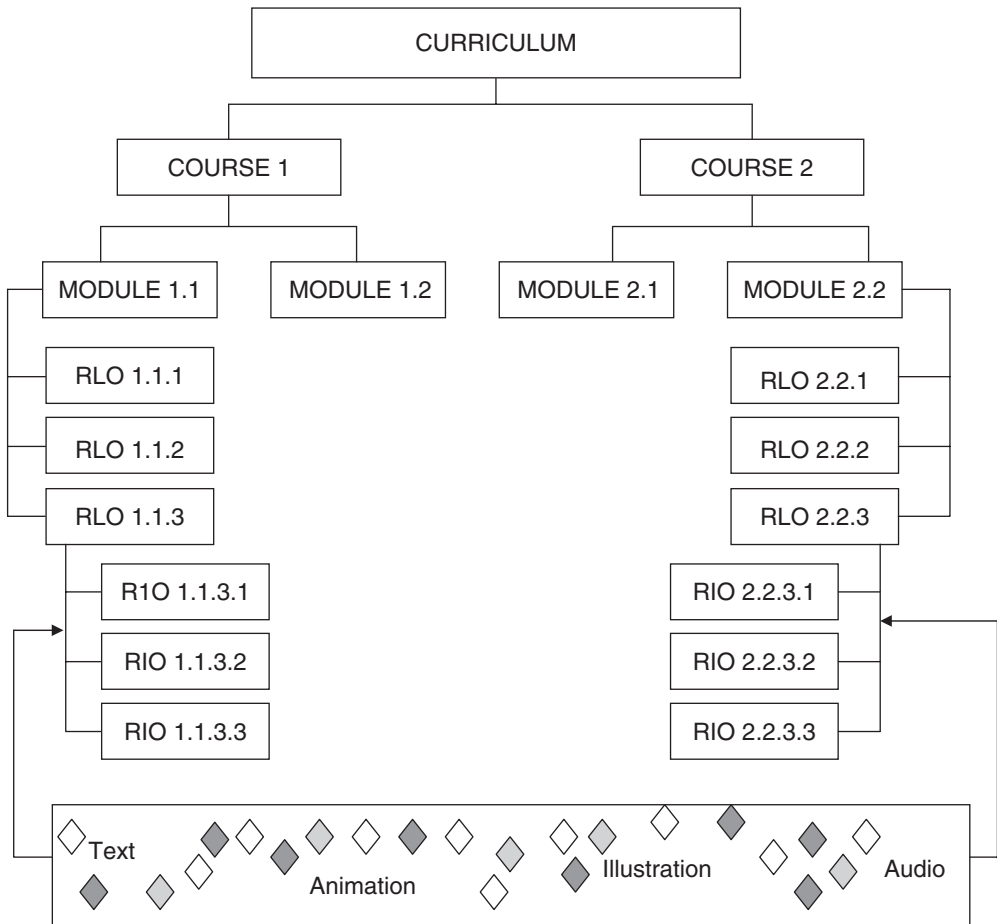 CURRICULUM
COURSE 1
COURSE 2
MODULE 1.1
MODULE 1.2
MODULE 2.1
MODULE 2.2
RLO 1.1.1
RLO 2.2.1
RLO 1.1.2
RLO 2.2.2
RLO 1.1.3
RLO 2.2.3
R1O 1.1.3.1
RIO 2.2.3.1
RIO 1.1.3.2
RIO 2.2.3.2
RIO 1.1.3.3
RIO 2.2.3.3
Text
Animation
Illustration
Audio